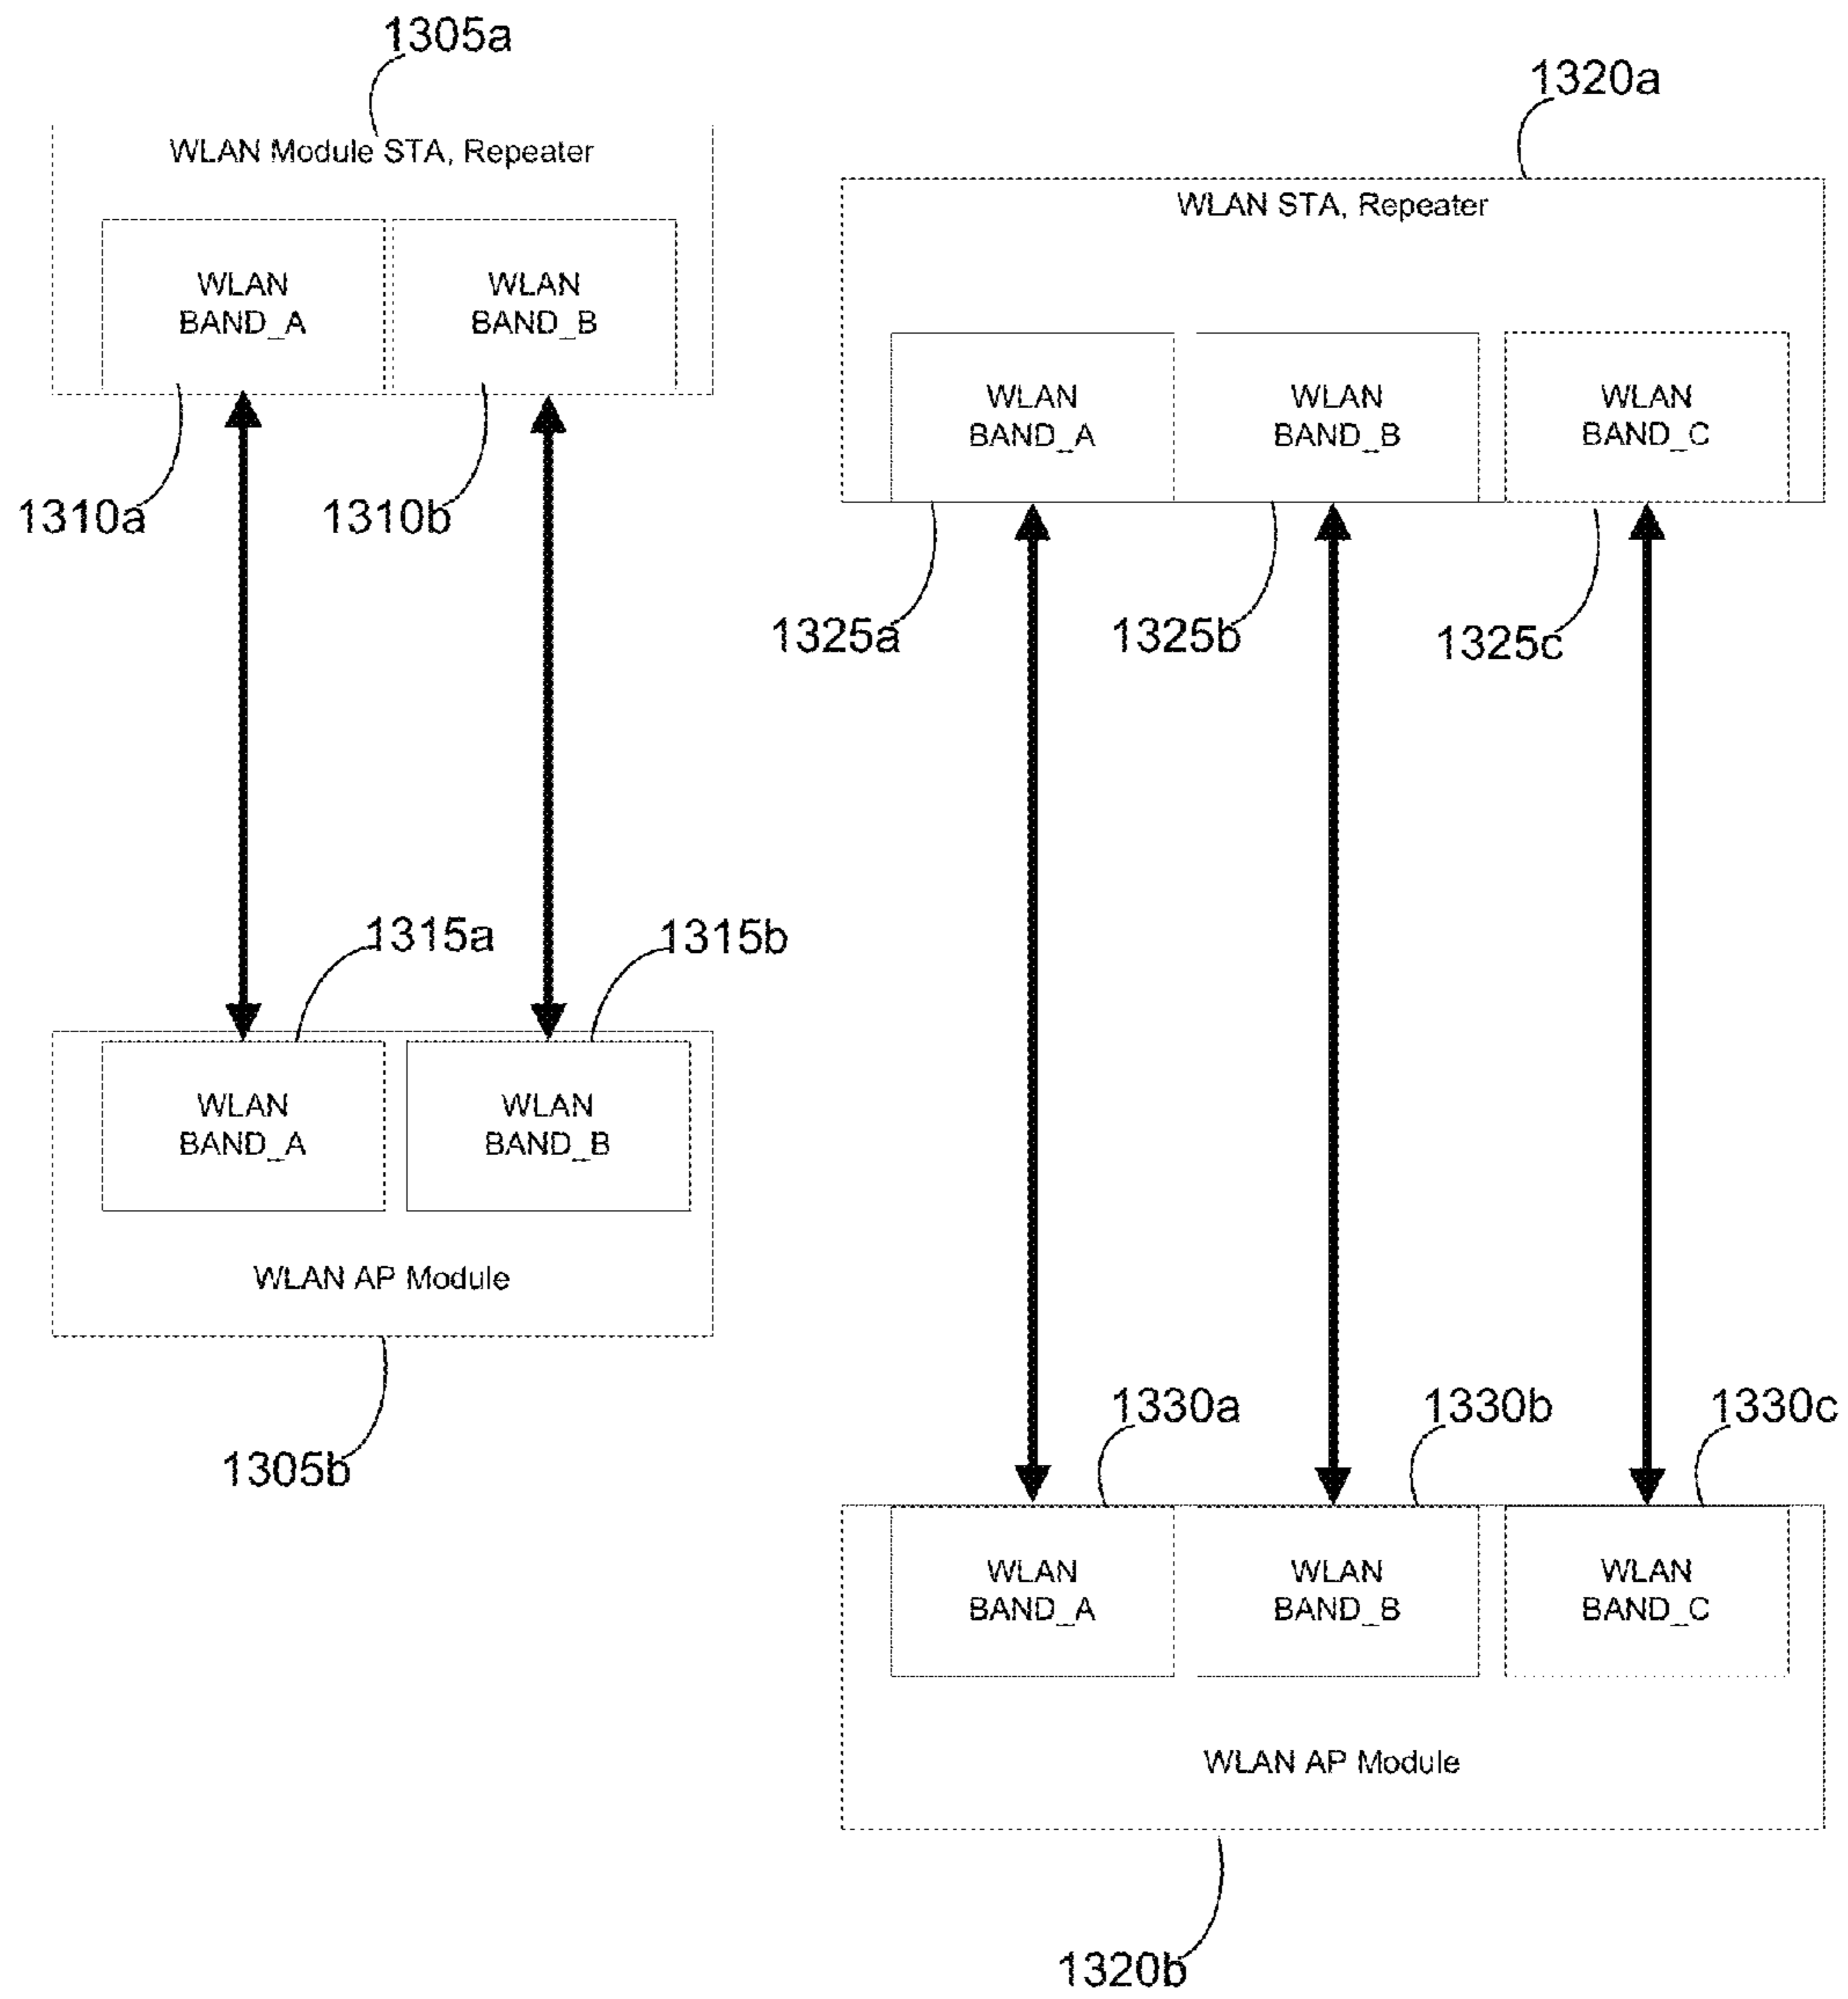 1305a
WLAN Module STA, Repeater
WLAN
BAND_A
WLAN
BAND_B
1310a
1310b
1315a
1315b
WLAN
BAND_A
WLAN
BAND_B
WLAN AP Module
1305b
1320a
WLAN STA, Repeater
WLAN
BAND_A
WLAN
BAND_B
WLAN
BAND_C
1325a
1325b
1325c
1330a
1330b
1330c
WLAN
BAND_A
WLAN
BAND_B
WLAN
BAND_C
WLAN AP Module
1320b